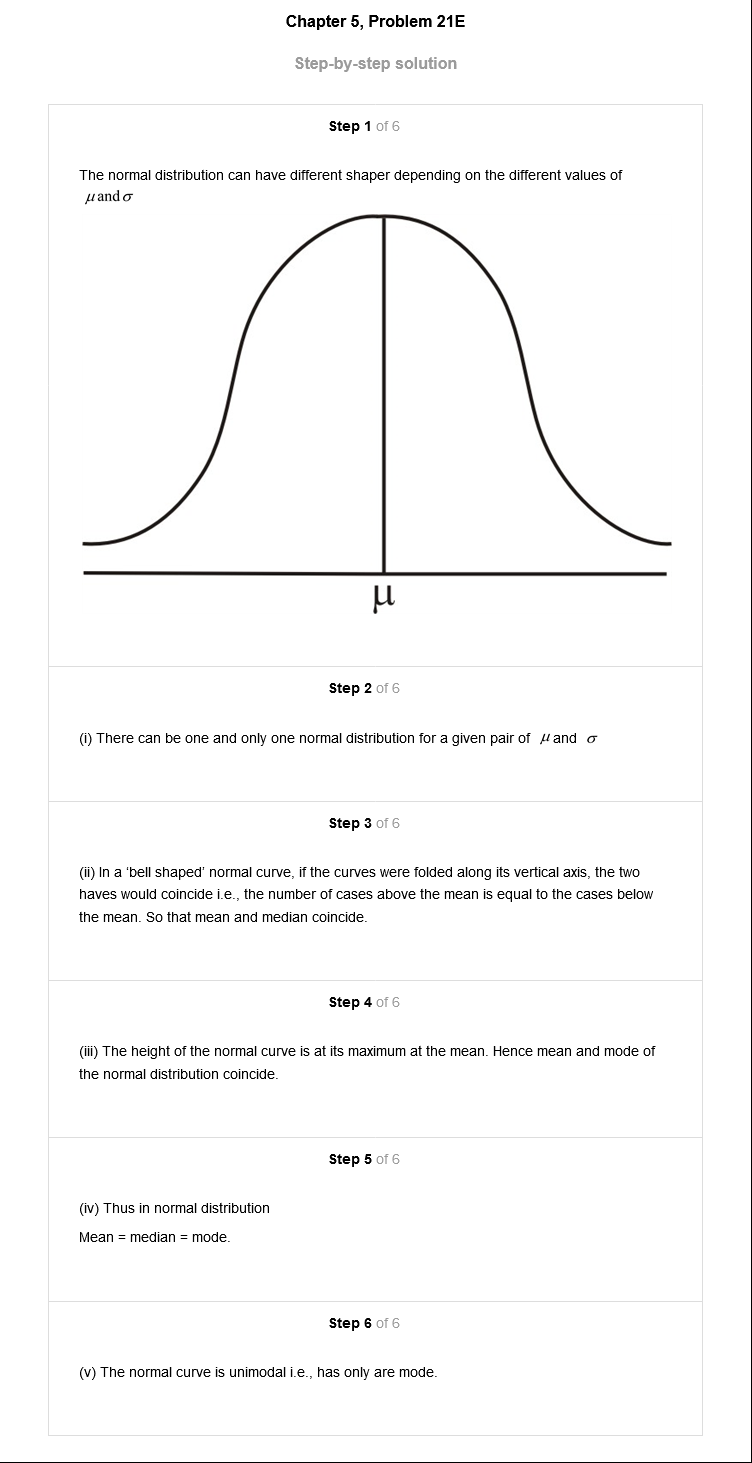 Chapter 5, Problem 21E
Step-by-step solution
Step 1 of 6
The normal distribution can have different shaper depending on the different values of
μ and σ
μ
Step 2 of 6
(i) There can be one and only one normal distribution for a given pair of μ and σ
Step 3 of 6
(ii) In a ‘bell shaped’ normal curve, if the curves were folded along its vertical axis, the two
haves would coincide i.e., the number of cases above the mean is equal to the cases below
the mean. So that mean and median coincide.
Step 4 of 6
(iii) The height of the normal curve is at its maximum at the mean. Hence mean and mode of
the normal distribution coincide.
Step 5 of 6
(iv) Thus in normal distribution
Mean = median = mode.
Step 6 of 6
(v) The normal curve is unimodal i.e., has only are mode.